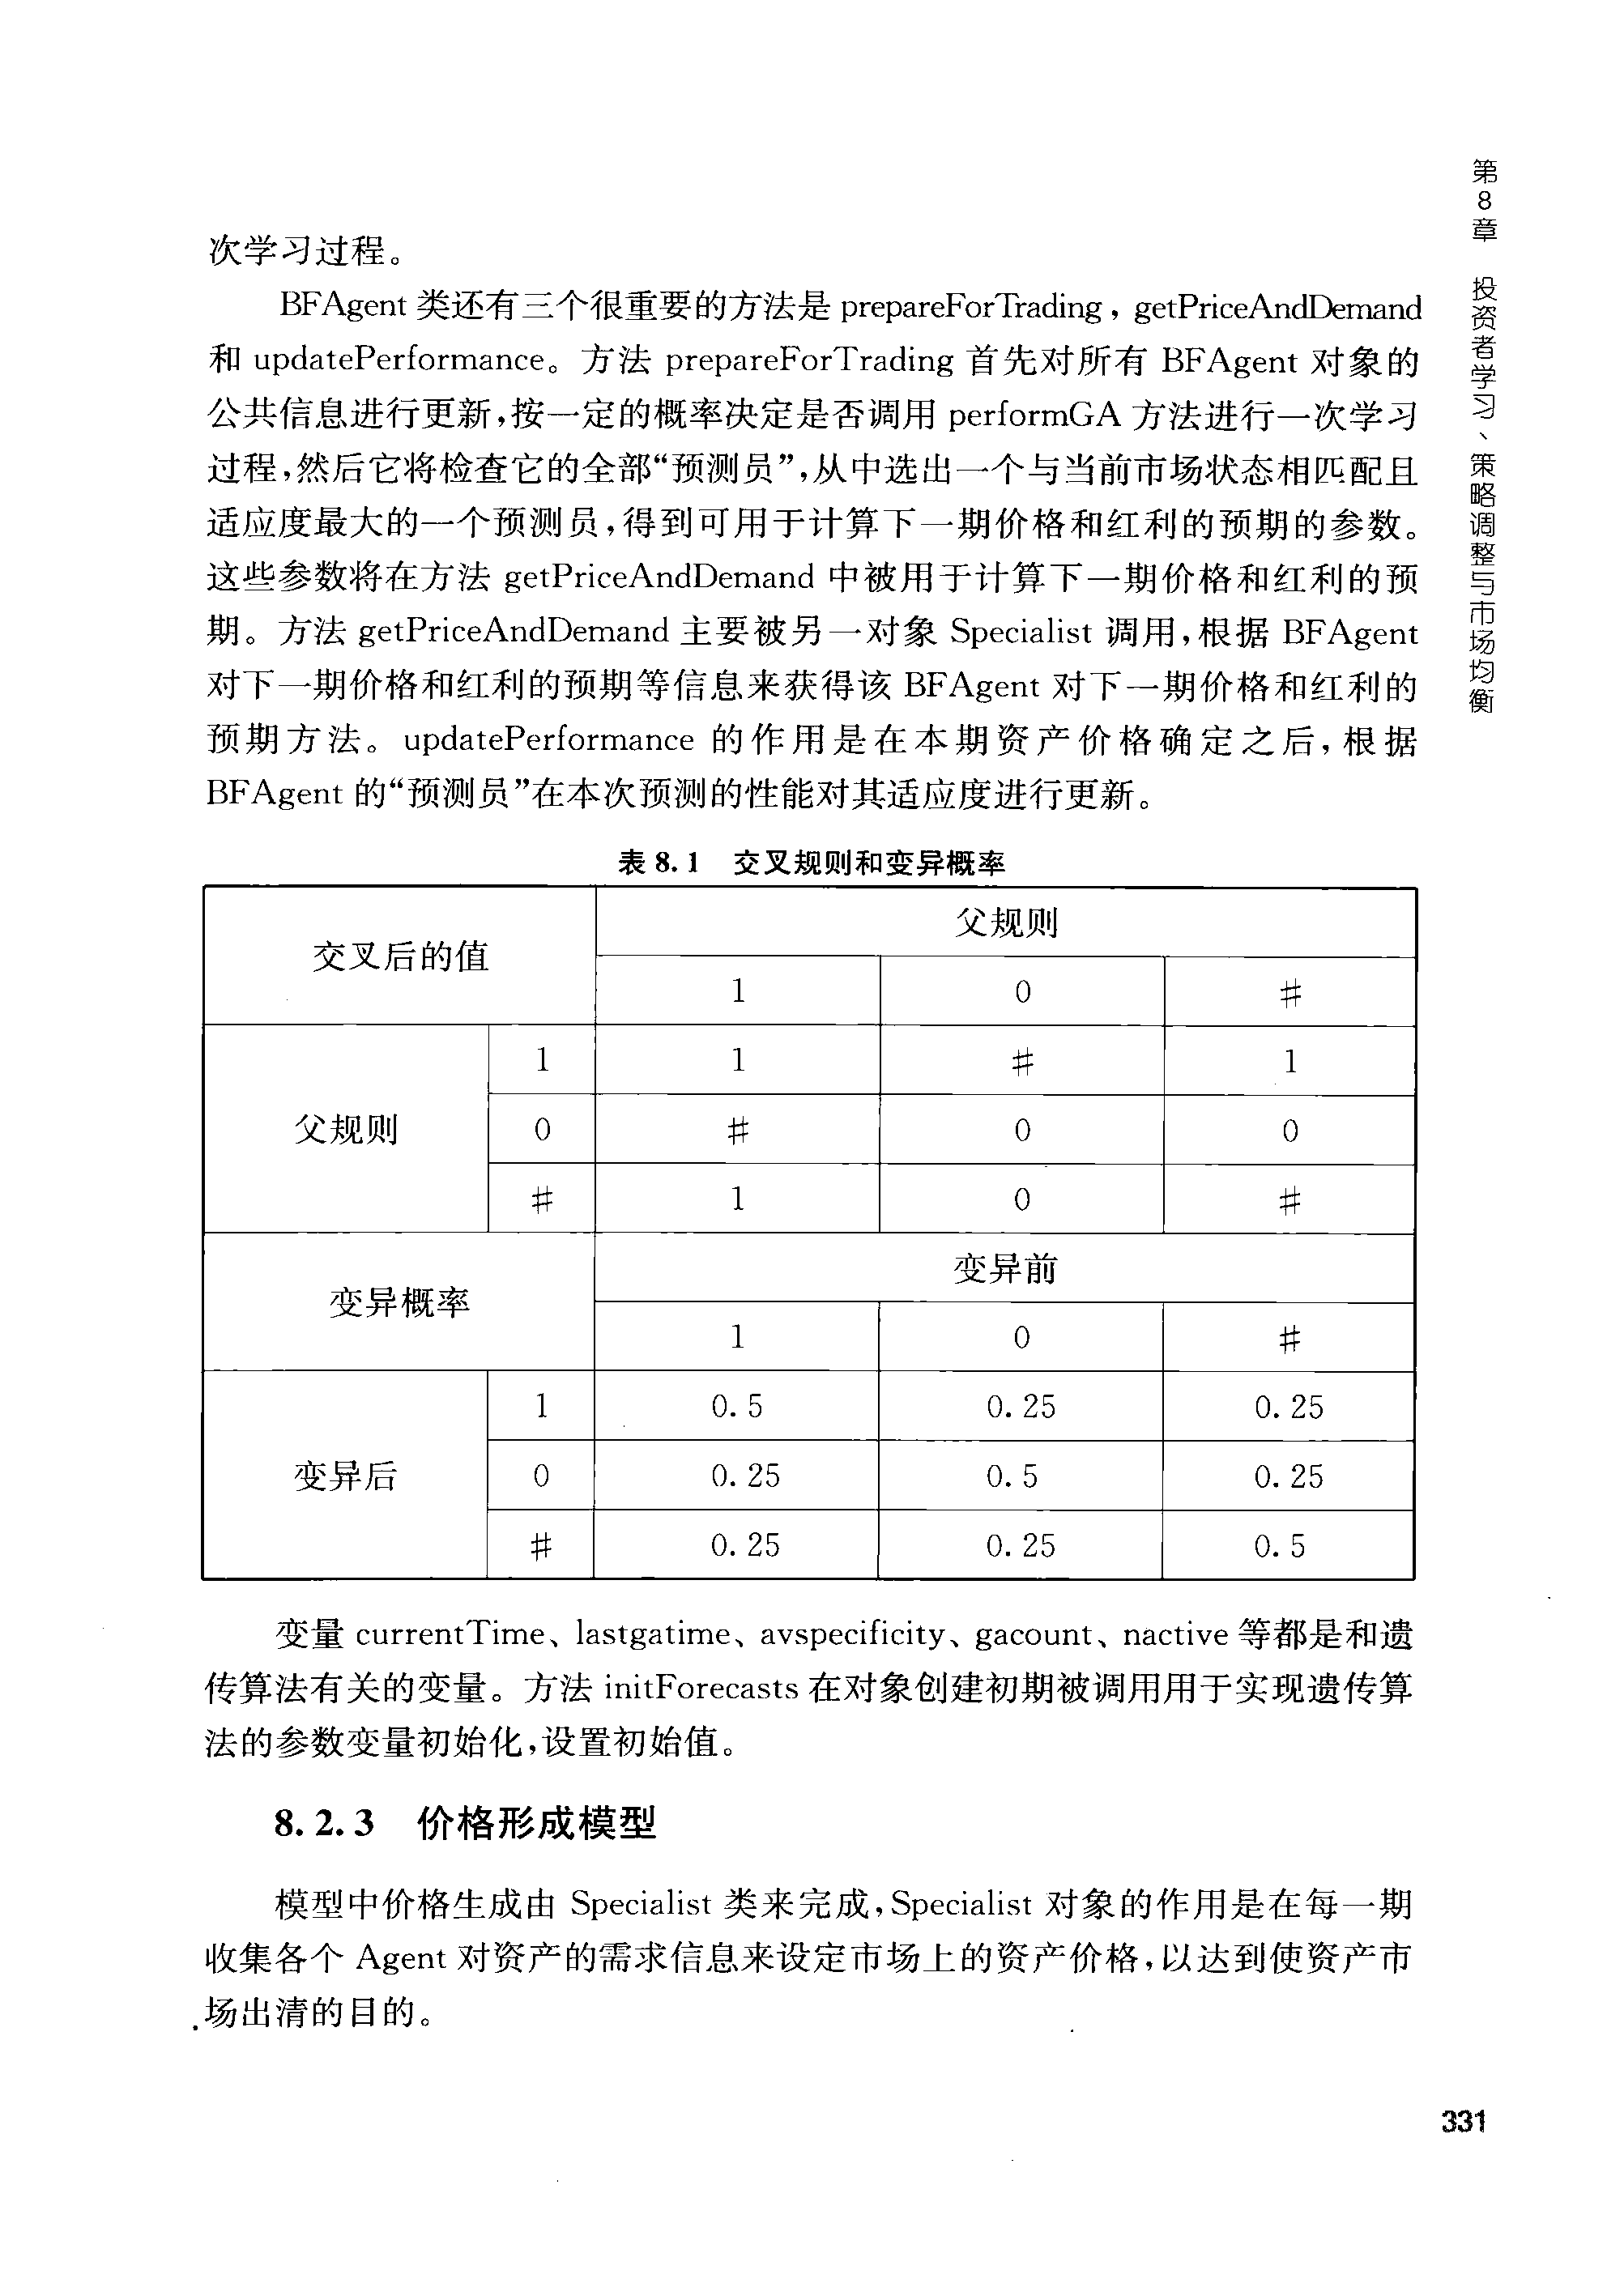 次学习过程。
BFAgent 类还有三个很重要的方法是 prepareForTrading，getPriceAndDemand
和 updatePerformance。方法 prepareForTrading 首先对所有 BFAgent 对象的
公共信息进行更新,按一定的概率决定是否调用 performGA 方法进行一次学习
过程,然后它将检查它的全部“预测员”,从中选出一个与当前市场状态相匹配且
适应度最大的一个预测员,得到可用于计算下一期价格和红利的预期的参数。
这些参数将在方法 getPriceAndDemand 中被用于计算下一期价格和红利的预
期。方法 getPriceAndDemand 主要被另一对象 Specialist 调用,根据 BFAgent
对下一期价格和红利的预期等信息来获得该 BFAgent 对下一期价格和红利的
预期方法。updatePerformance 的作用是在本期资产价格确定之后,根据
BFAgent 的“预测员”在本次预测的性能对其适应度进行更新。
表 8.1 交叉规则和变异概率
交叉后的值 父规则
1 0 #
父规则 1 1 # 1
0 # 0 0
# 1 0 #
变异概率 变异前
1 0 #
变异后 1 0.5 0.25 0.25
0 0.25 0.5 0.25
# 0.25 0.25 0.5
变量 currentTime、lastgatime、avspecificity、gacount、nactive 等都是和遗
传算法有关的变量。方法 initForecasts 在对象创建初期被调用用于实现遗传算
法的参数变量初始化,设置初始值。
8.2.3 价格形成模型
模型中价格生成由 Specialist 类来完成,Specialist 对象的作用是在每一期
收集各个 Agent 对资产的需求信息来设定市场上的资产价格,以达到使资产市
场出清的目的。
第8章 投资者学习、策略调整与市场均衡
331